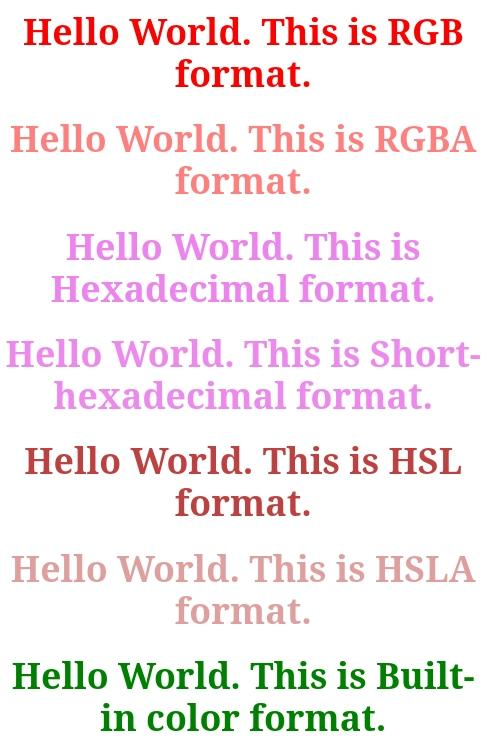 Hello World. This is RGB
format.
Hello World. This is RGBA
format.
Hello World. This is
Hexadecimal format.
Hello World. This is Short-
hexadecimal format.
Hello World. This is HSL
format.
Hello World. This is HSLA
format.
Hello World. This is Built-
in color format.